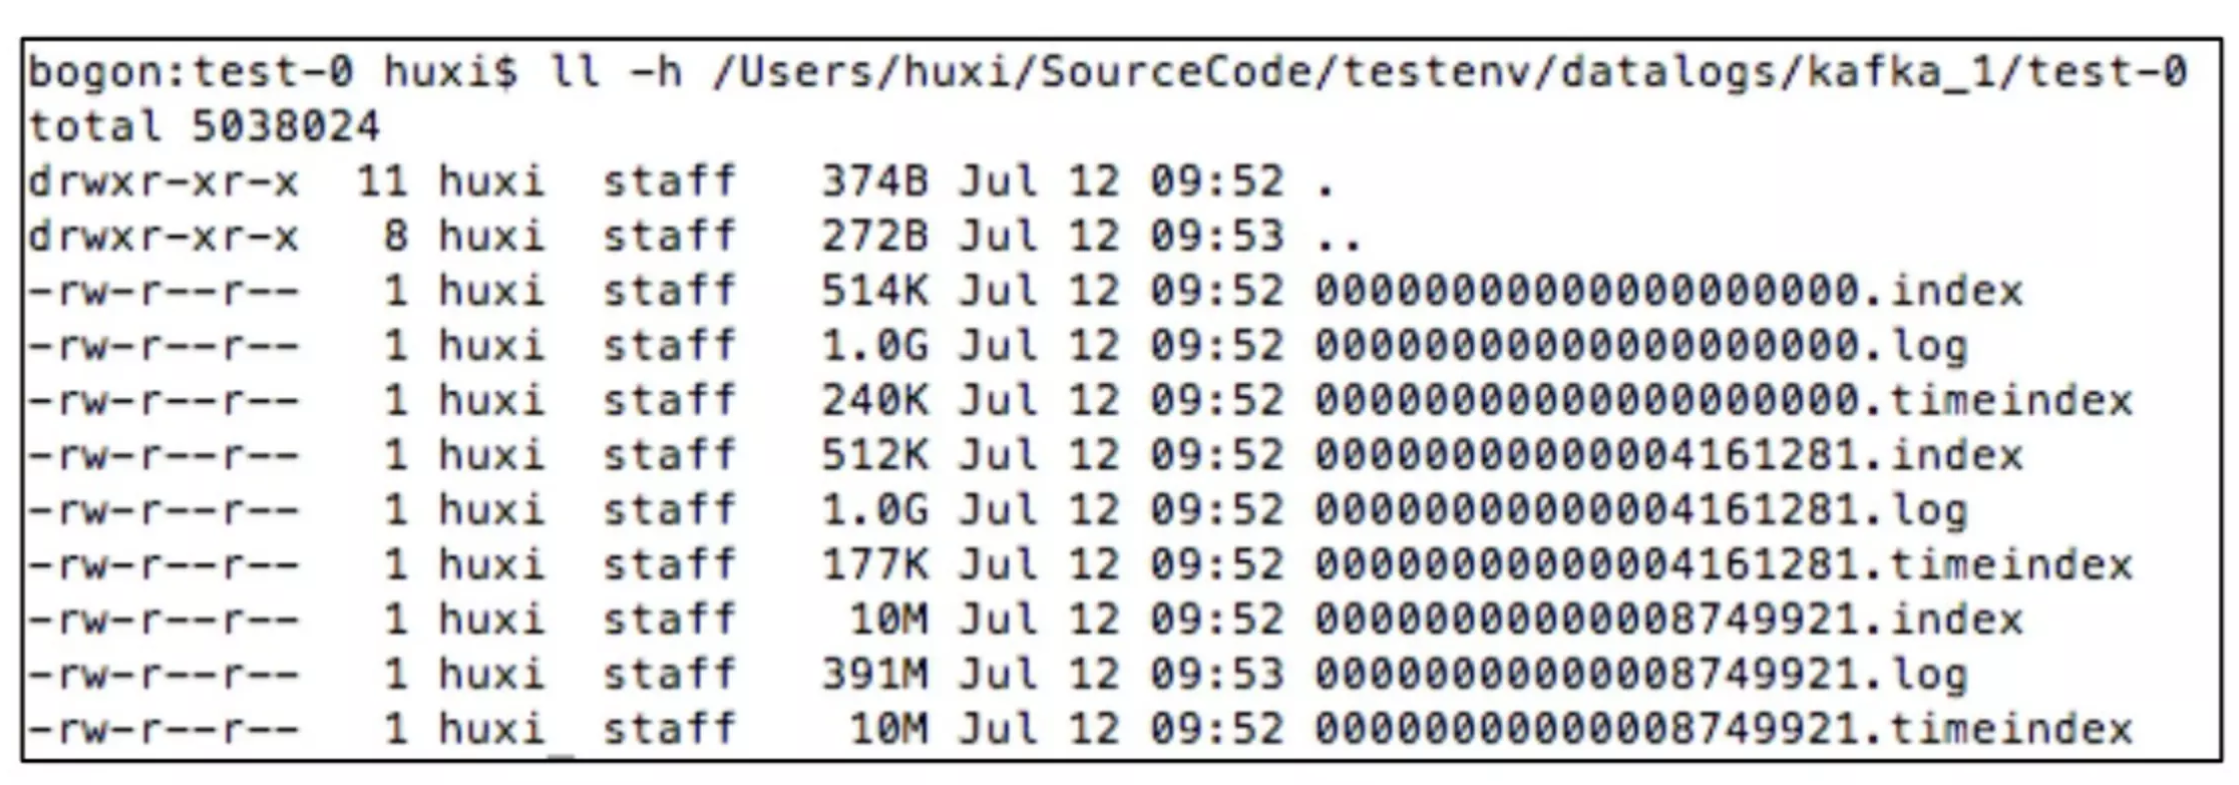 bogon:test-0 huxi$ ll -h /Users/huxi/SourceCode/testenv/datalogs/kafka_1/test-0
total 5038024
drwxr-xr-x  11 huxi  staff   374B Jul 12 09:52 .
drwxr-xr-x   8 huxi  staff   272B Jul 12 09:53 ..
-rw-r--r--   1 huxi  staff   514K Jul 12 09:52 00000000000000000000.index
-rw-r--r--   1 huxi  staff   1.0G Jul 12 09:52 00000000000000000000.log
-rw-r--r--   1 huxi  staff   240K Jul 12 09:52 00000000000000000000.timeindex
-rw-r--r--   1 huxi  staff   512K Jul 12 09:52 00000000000004161281.index
-rw-r--r--   1 huxi  staff   1.0G Jul 12 09:52 00000000000004161281.log
-rw-r--r--   1 huxi  staff   177K Jul 12 09:52 00000000000004161281.timeindex
-rw-r--r--   1 huxi  staff    10M Jul 12 09:52 00000000000008749921.index
-rw-r--r--   1 huxi  staff   391M Jul 12 09:53 00000000000008749921.log
-rw-r--r--   1 huxi  staff    10M Jul 12 09:52 00000000000008749921.timeindex